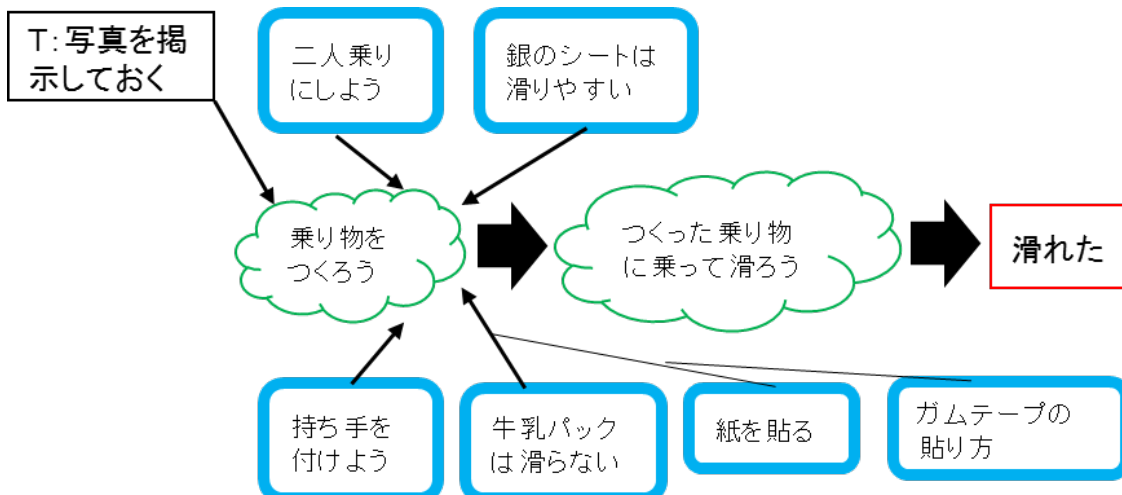 T:写真を掲
示しておく
二人乗り
にしよう
銀のシートは
滑りやすい
乗り物を
つくろう
つくった乗り物
に乗って滑ろう
滑れた
持ち手を
付けよう
牛乳パック
は滑らない
紙を貼る
ガムテープの
貼り方